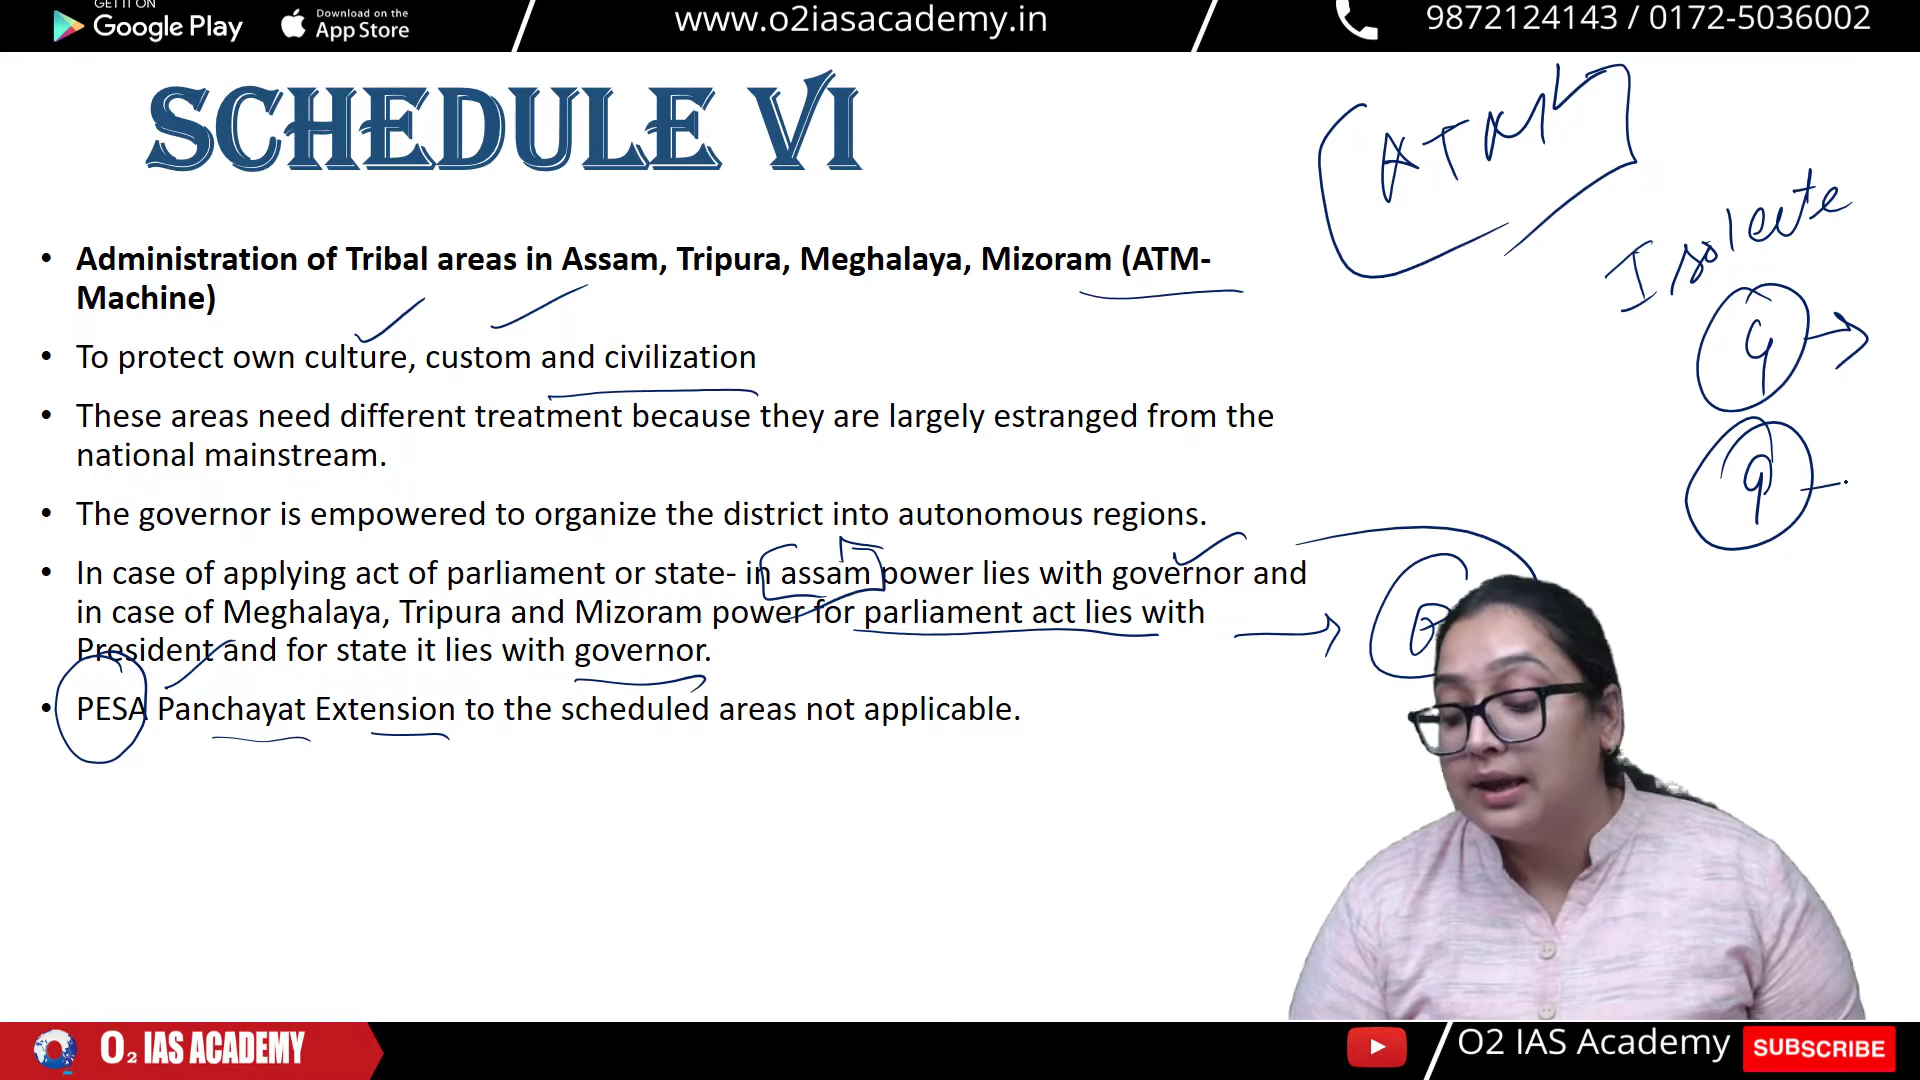 GET IT ON
Google Play
Download on the
App Store
www.o2iasacademy.in
9872124143 / 0172-5036002
SCHEDULE VI
ATM
Isolate
• Administration of Tribal areas in Assam, Tripura, Meghalaya, Mizoram (ATM-
Machine)
• To protect own culture, custom and civilization
• These areas need different treatment because they are largely estranged from the
national mainstream.
• The governor is empowered to organize the district into autonomous regions.
• In case of applying act of parliament or state- in assam power lies with governor and
in case of Meghalaya, Tripura and Mizoram power for parliament act lies with
President and for state it lies with governor.
• PESA Panchayat Extension to the scheduled areas not applicable.
O2 IAS ACADEMY
O2 IAS Academy
SUBSCRIBE